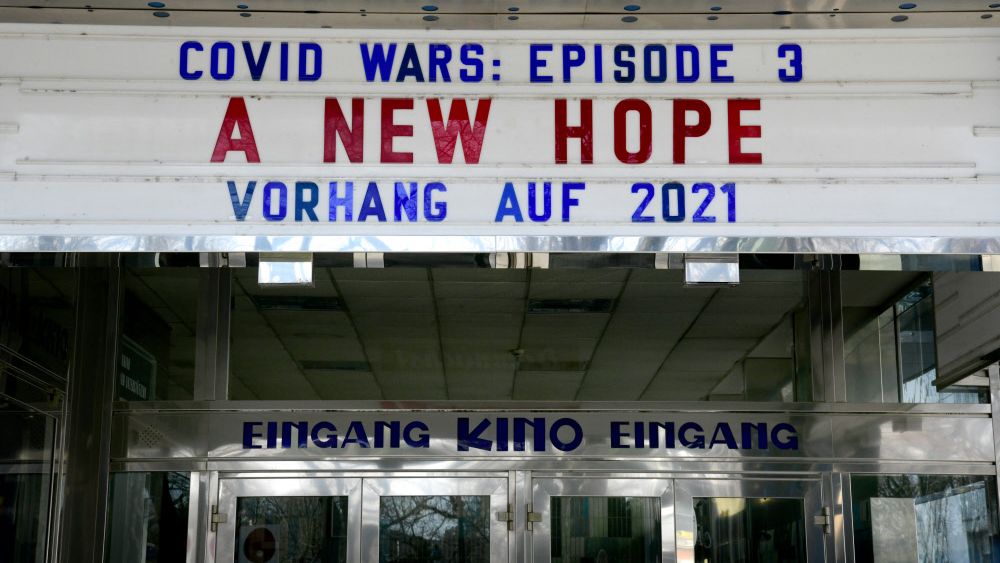 COVID WARS: EPISODE 3
A NEW HOPE
VORHANG AUF 2021
EINGANG KINO EINGANG